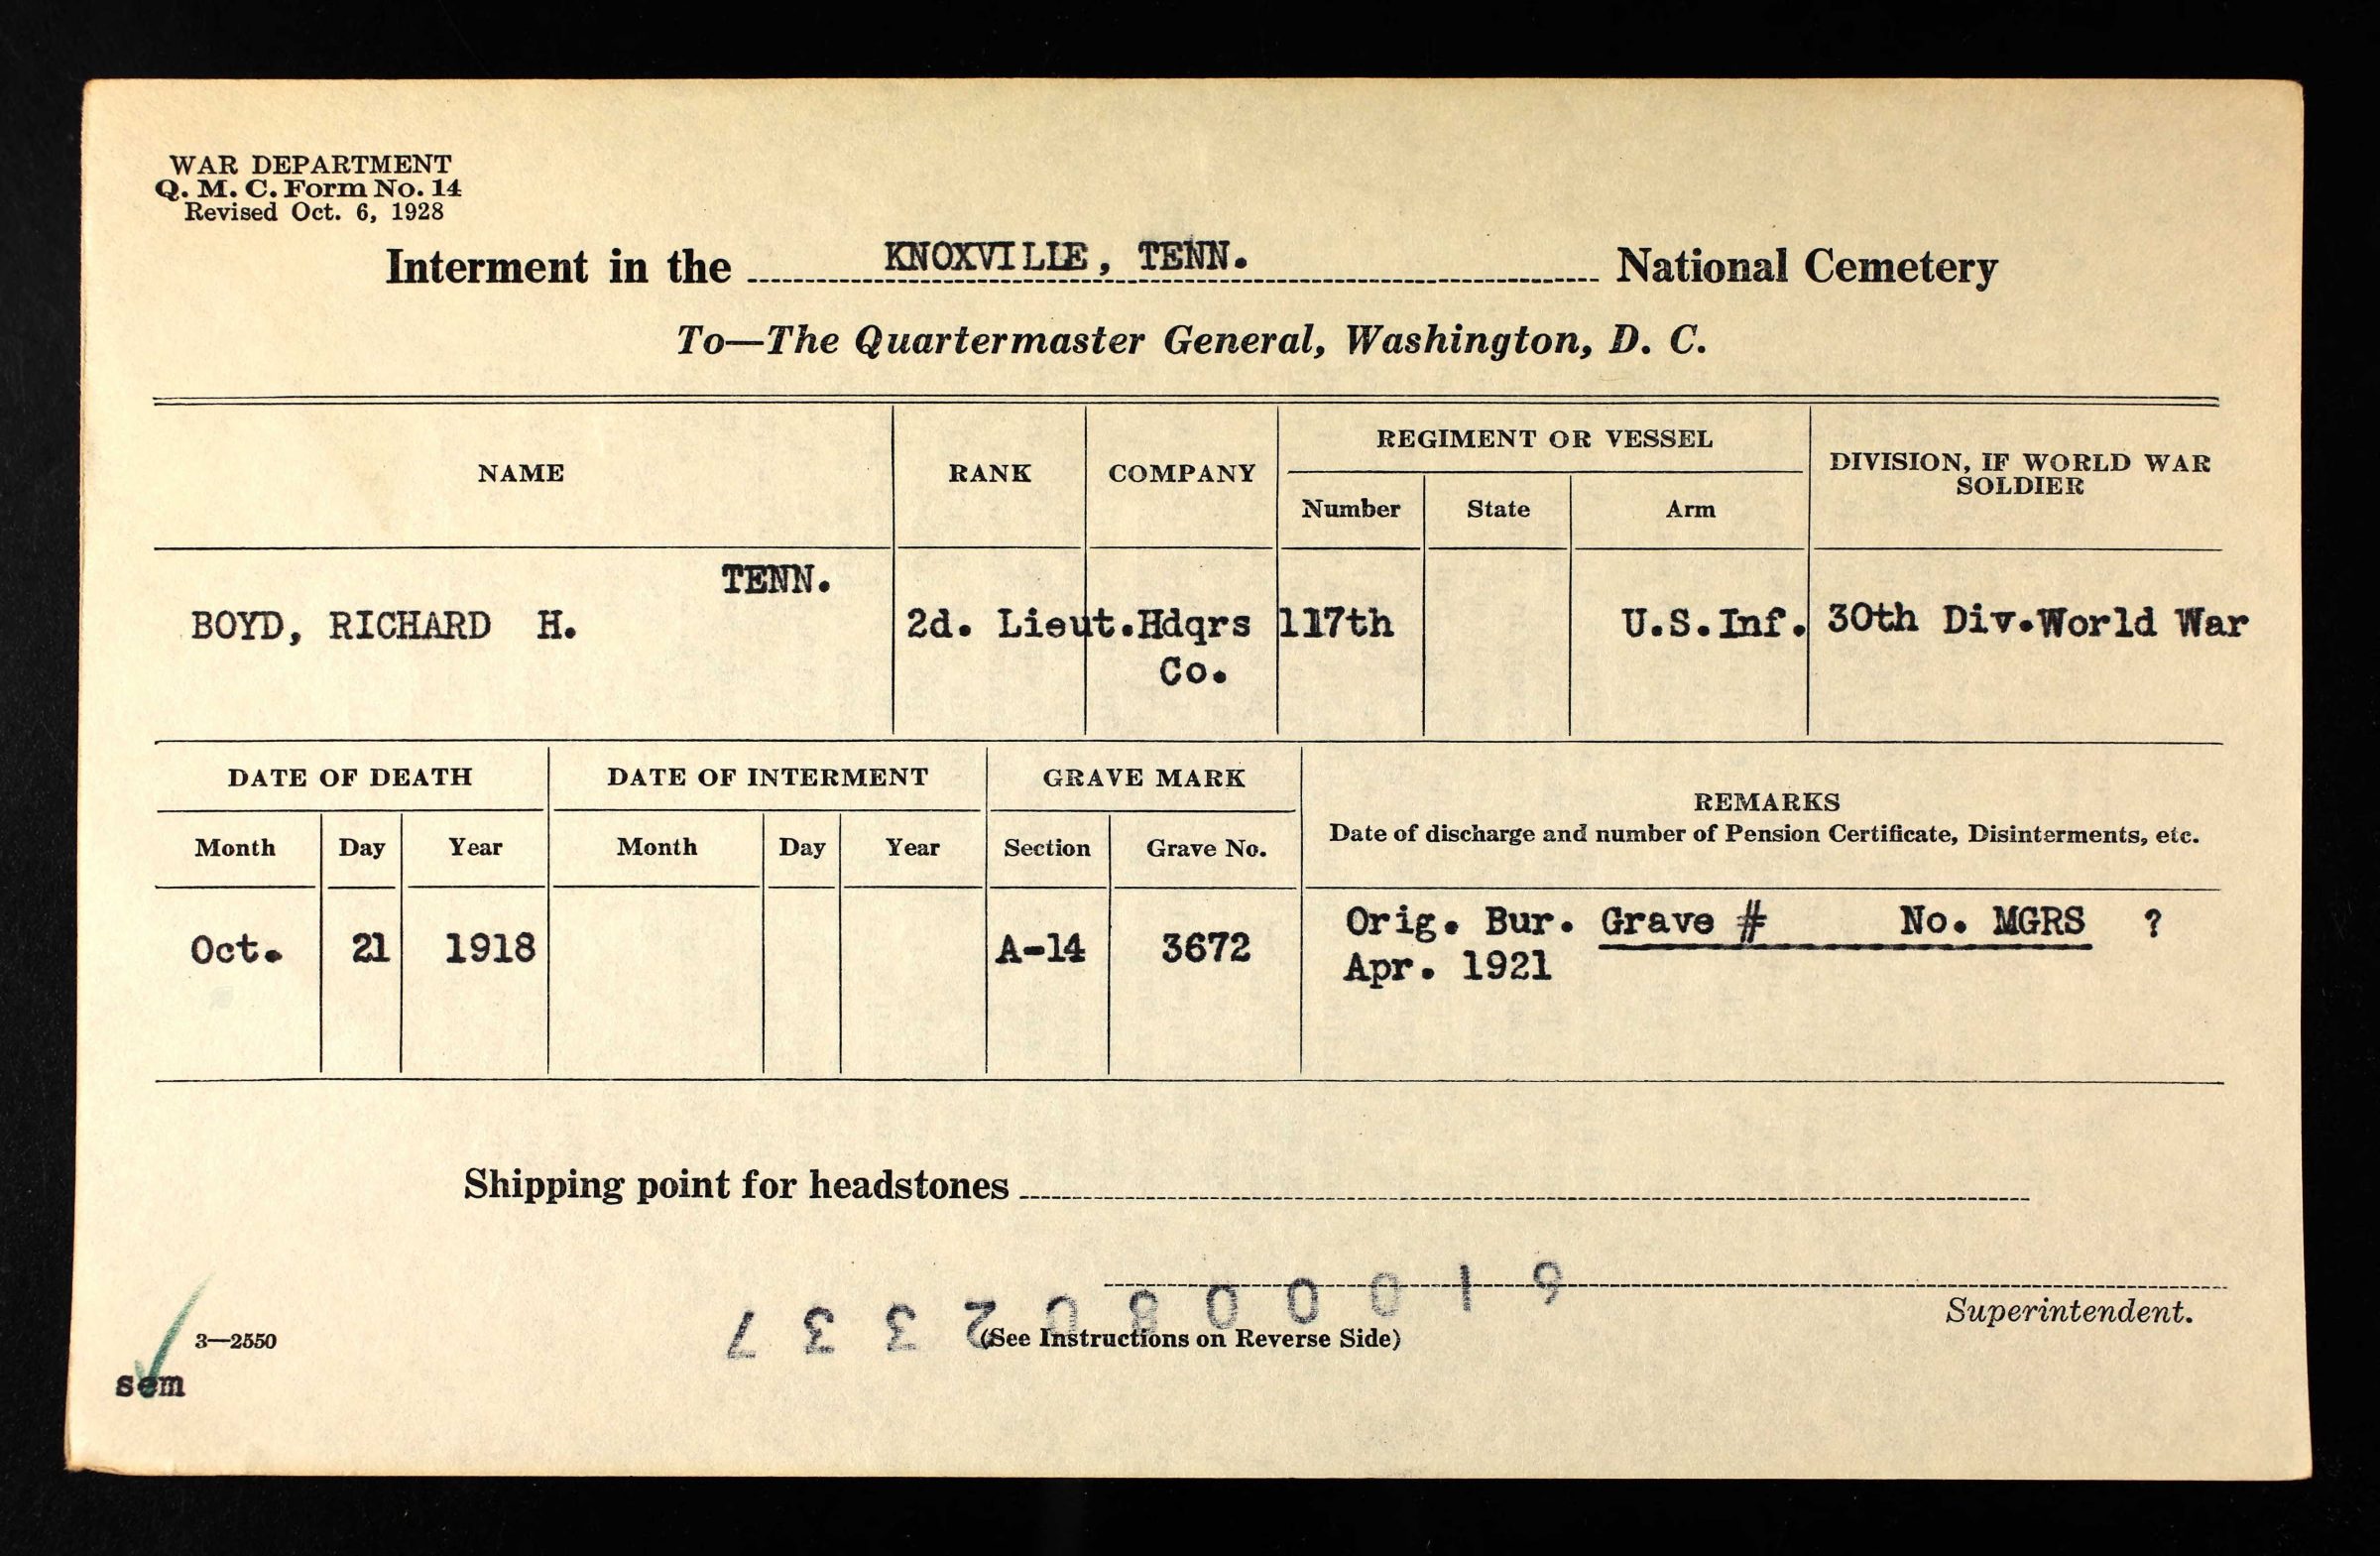 WAR DEPARTMENT
Q. M. C. Form No. 14
Revised Oct. 6, 1928
Interment in the KNOXVILLE, TENN. National Cemetery
To—The Quartermaster General, Washington, D. C.
NAME RANK COMPANY REGIMENT OR VESSEL DIVISION, IF WORLD WAR SOLDIER
Number State Arm
TENN.
BOYD, RICHARD H. 2d. Lieut. Hdqrs 117th U.S.Inf. 30th Div.World War
Co.
DATE OF DEATH DATE OF INTERMENT GRAVE MARK REMARKS
Date of discharge and number of Pension Certificate, Disinterments, etc.
Month Day Year Month Day Year Section Grave No.
Oct. 21 1918 A-14 3672 Orig. Bur. Grave # No. MGRS ?
Apr. 1921
Shipping point for headstones
Superintendent.
61000802337
3—2550 (See Instructions on Reverse Side)
sem